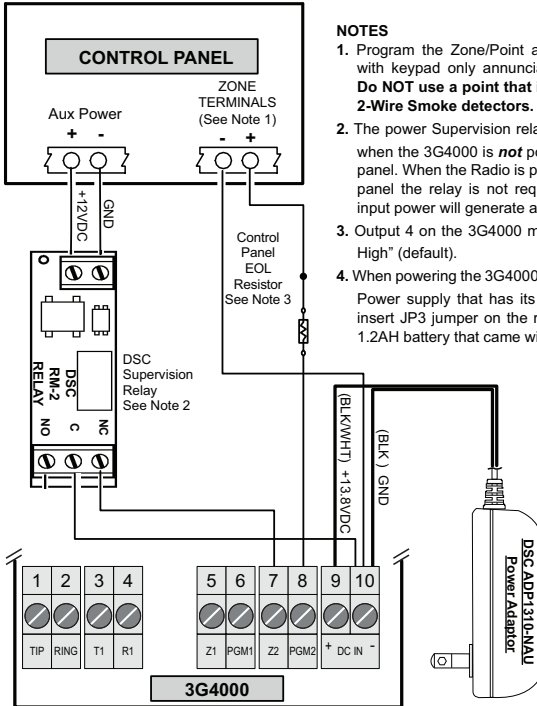 CONTROL PANEL
Aux Power
+ -
ZONE
TERMINALS
(See Note 1)
- +
+12VDC
GND
Control
Panel
EOL
Resistor
See Note 3
DSC
RM-2
RELAY
NO C NC
DSC
Supervision
Relay
See Note 2
(BLK/WHT) +13.8VDC
(BLK ) GND
DSC ADP1310-NAU
Power Adaptor
1 2 3 4 5 6 7 8 9 10
TIP RING T1 R1 Z1 PGM1 Z2 PGM2 + DC IN -
3G4000
NOTES
1. Program the Zone/Point a
with keypad only annuncia
Do NOT use a point that i
2-Wire Smoke detectors.
2. The power Supervision rela
when the 3G4000 is not po
panel. When the Radio is p
panel the relay is not requ
input power will generate a
3. Output 4 on the 3G4000 m
High” (default).
4. When powering the 3G4000
Power supply that has its
insert JP3 jumper on the r
1.2AH battery that came wi